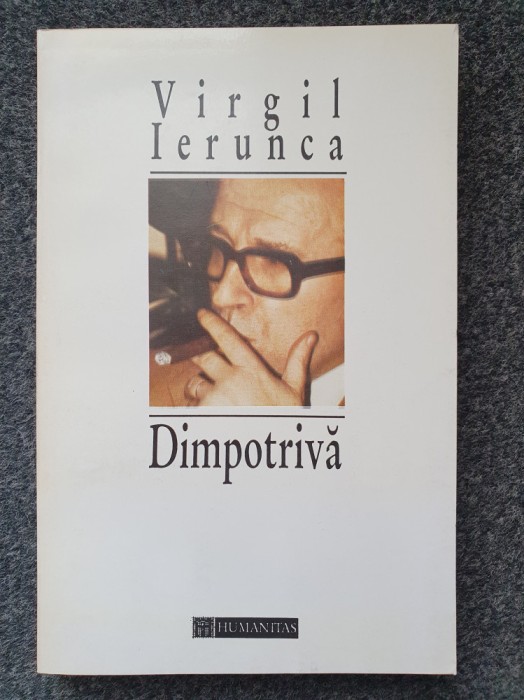 Virgil
Ierunca
Dimpotrivă
HUMANITAS